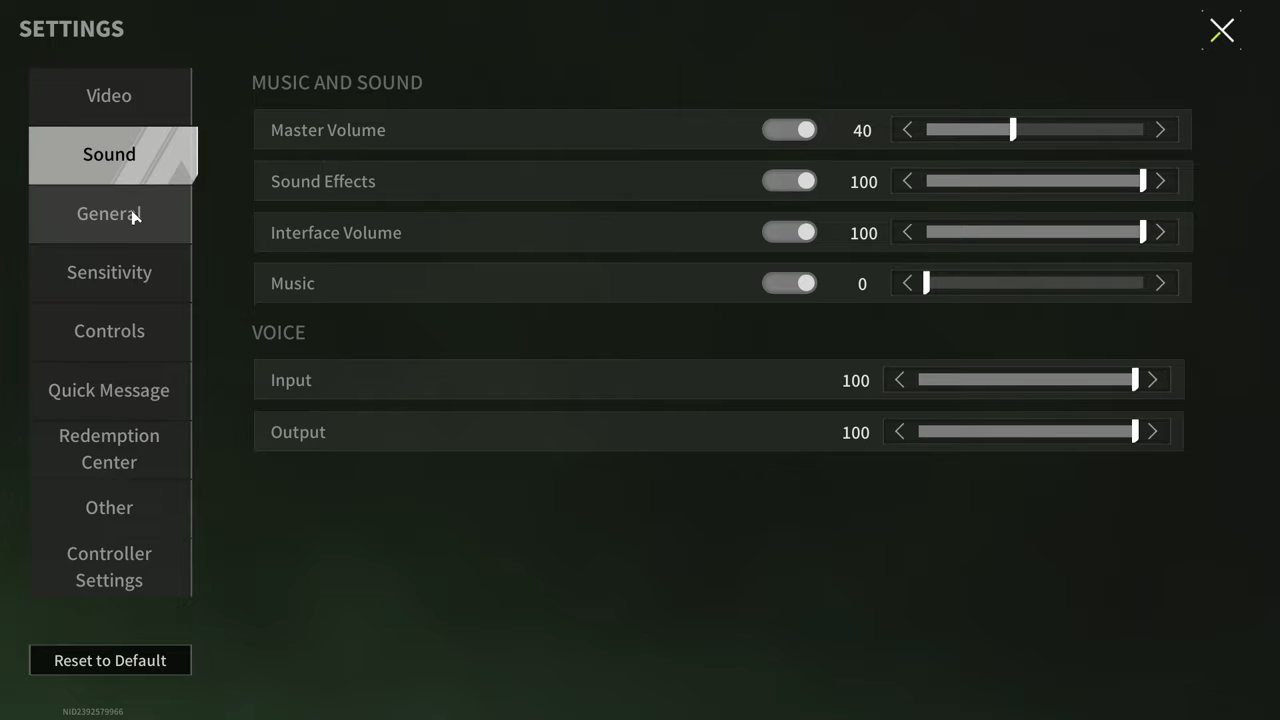 SETTINGS
Video
Sound
General
Sensitivity
Controls
Quick Message
Redemption
Center
Other
Controller
Settings
Reset to Default
NID2392579966
MUSIC AND SOUND
Master Volume 40
Sound Effects 100
Interface Volume 100
Music 0
VOICE
Input 100
Output 100